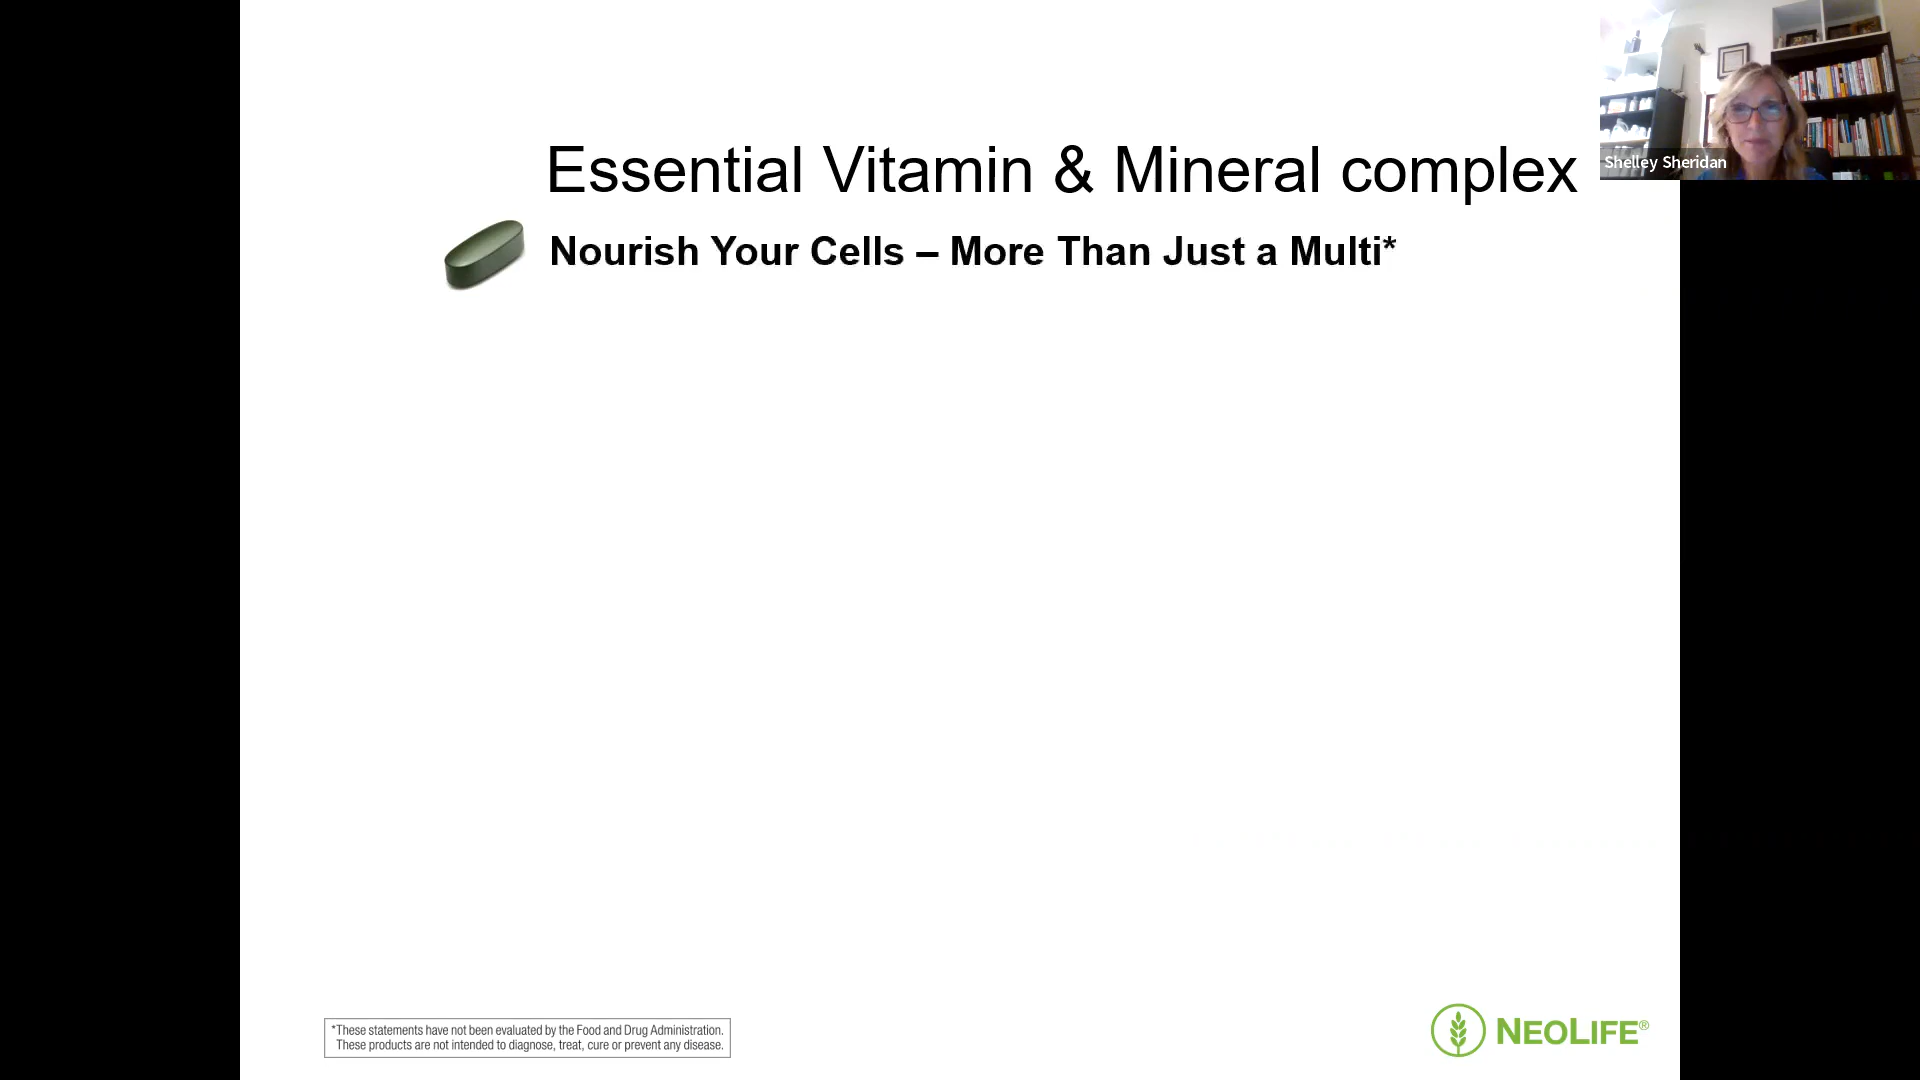 Essential Vitamin & Mineral complex
Shelley Sheridan
Nourish Your Cells – More Than Just a Multi*
*These statements have not been evaluated by the Food and Drug Administration.
These products are not intended to diagnose, treat, cure or prevent any disease.
NEOLIFE®